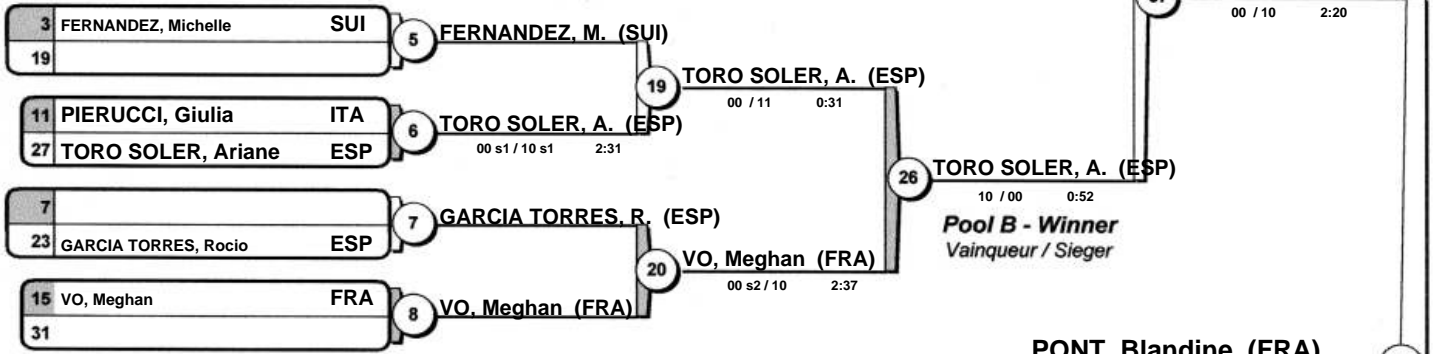 00 / 10 2:20
3 FERNANDEZ, Michelle SUI
19
5 FERNANDEZ, M. (SUI)
19 TORO SOLER, A. (ESP)
00 / 11 0:31
11 PIERUCCI, Giulia ITA
27 TORO SOLER, Ariane ESP
6 TORO SOLER, A. (ESP)
00 s1 / 10 s1 2:31
26 TORO SOLER, A. (ESP)
10 / 00 0:52
Pool B - Winner
Vainqueur / Sieger
7
23 GARCIA TORRES, Rocio ESP
7 GARCIA TORRES, R. (ESP)
20 VO, Meghan (FRA)
00 s2 / 10 2:37
15 VO, Meghan FRA
31
8 VO, Meghan (FRA)
PONT, Blandine (FRA)